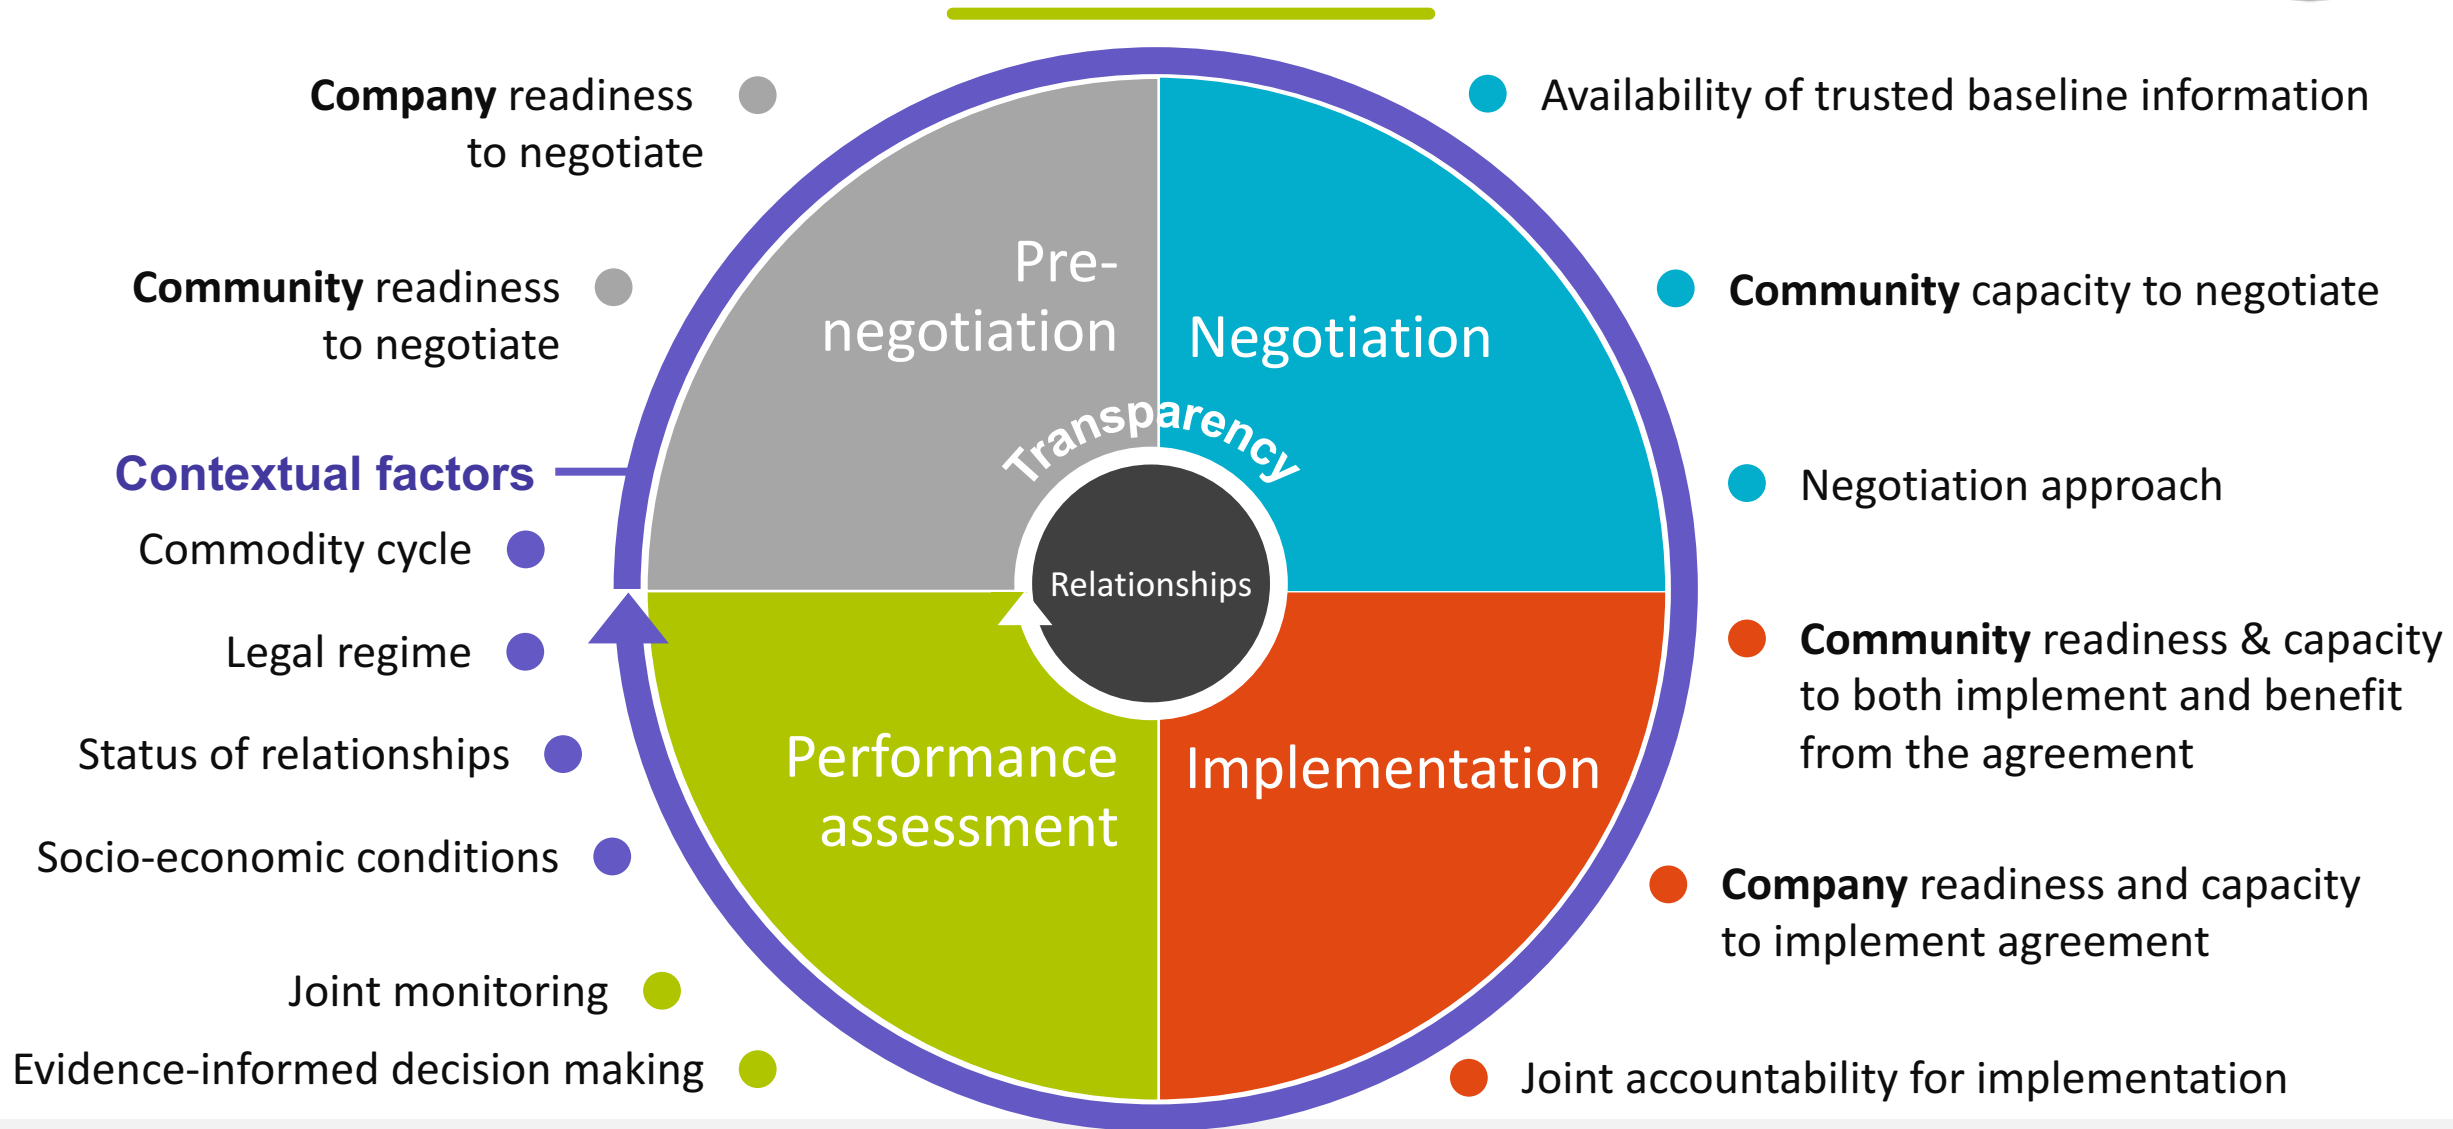 Company readiness
to negotiate
Community readiness
to negotiate
Contextual factors
Commodity cycle
Legal regime
Status of relationships
Socio-economic conditions
Joint monitoring
Evidence-informed decision making
Pre-
negotiation
Negotiation
Transparency
Relationships
Performance
assessment
Implementation
Availability of trusted baseline information
Community capacity to negotiate
Negotiation approach
Community readiness & capacity
to both implement and benefit
from the agreement
Company readiness and capacity
to implement agreement
Joint accountability for implementation